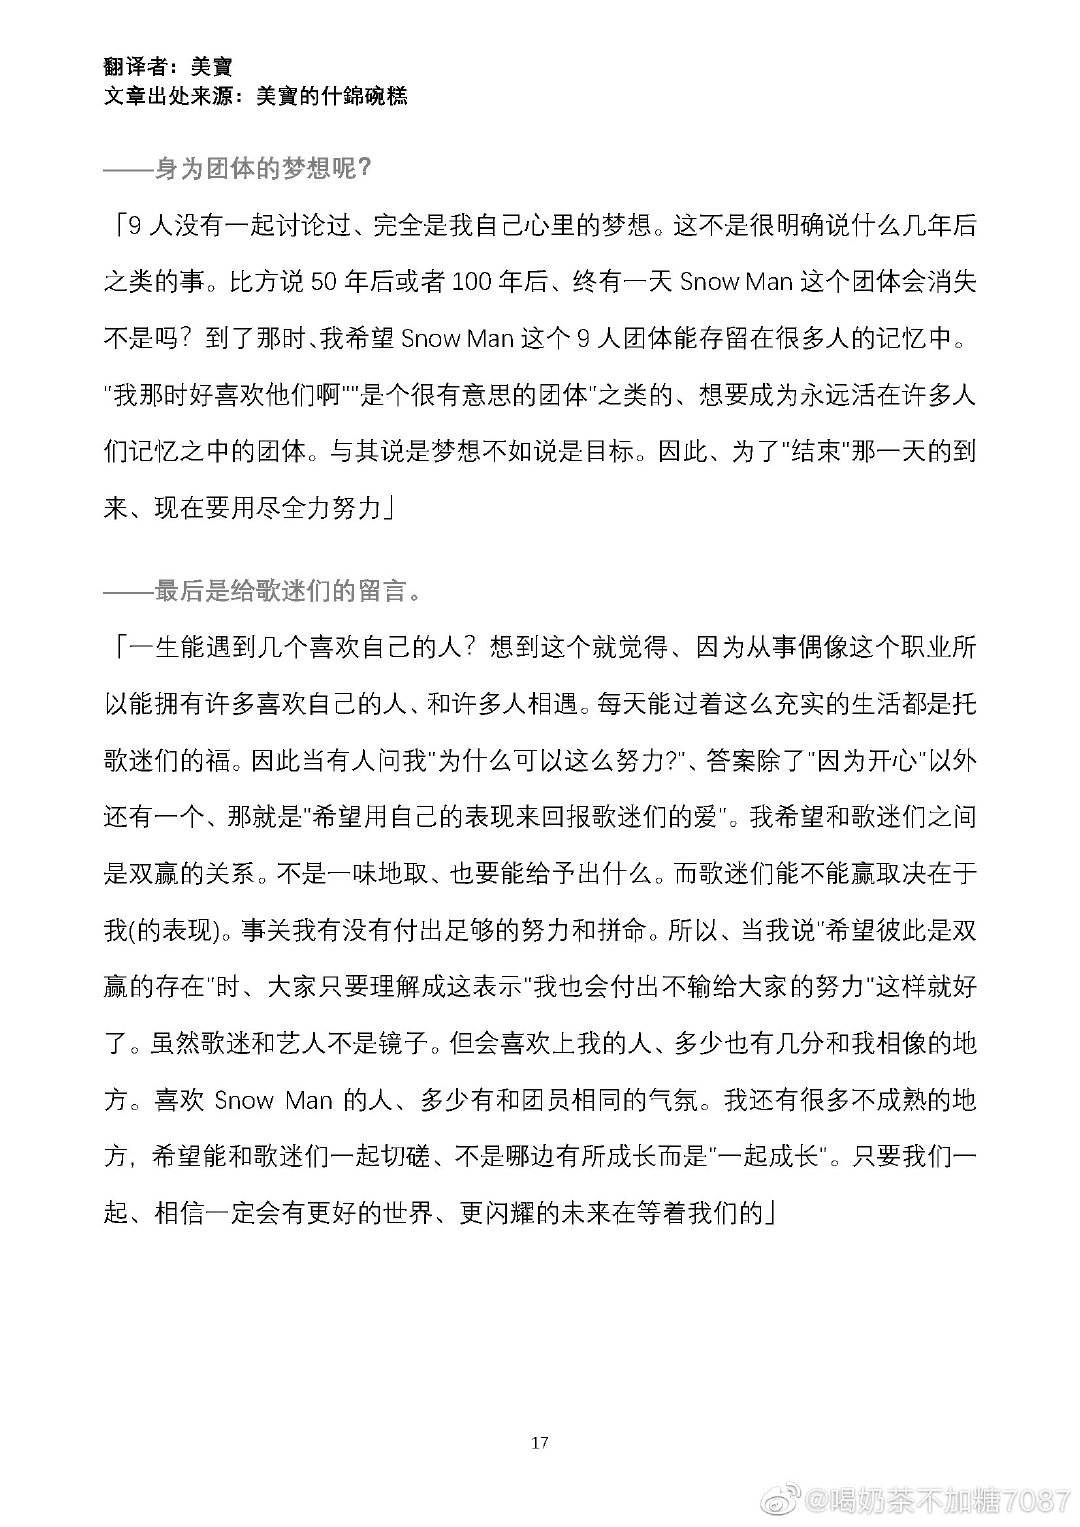 翻译者：美寶
文章出处来源：美寶的什錦碗糕
——身为团体的梦想呢？
「9 人没有一起讨论过、完全是我自己心里的梦想。这不是很明确说什么几年后
之类的事。比方说 50 年后或者 100 年后、终有一天 Snow Man 这个团体会消失
不是吗？到了那时、我希望 Snow Man 这个 9 人团体能存留在很多人的记忆中。
"我那时好喜欢他们啊""是个很有意思的团体"之类的、想要成为永远活在许多人
们记忆之中的团体。与其说是梦想不如说是目标。因此、为了"结束"那一天的到
来、现在要用尽全力努力」
——最后是给歌迷们的留言。
「一生能遇到几个喜欢自己的人？想到这个就觉得、因为从事偶像这个职业所
以能拥有许多喜欢自己的人、和许多人相遇。每天能过着这么充实的生活都是托
歌迷们的福。因此当有人问我"为什么可以这么努力?"、答案除了"因为开心"以外
还有一个、那就是"希望用自己的表现来回报歌迷们的爱"。我希望和歌迷们之间
是双赢的关系。不是一味地取、也要能给予出什么。而歌迷们能不能赢取决在于
我(的表现)。事关我有没有付出足够的努力和拼命。所以、当我说"希望彼此是双
赢的存在"时、大家只要理解成这表示"我也会付出不输给大家的努力"这样就好
了。虽然歌迷和艺人不是镜子。但会喜欢上我的人、多少也有几分和我相像的地
方。喜欢 Snow Man 的人、多少有和团员相同的气氛。我还有很多不成熟的地
方，希望能和歌迷们一起切磋、不是哪边有所成长而是"一起成长"。只要我们一
起、相信一定会有更好的世界、更闪耀的未来在等着我们的」
17
@喝奶茶不加糖7087